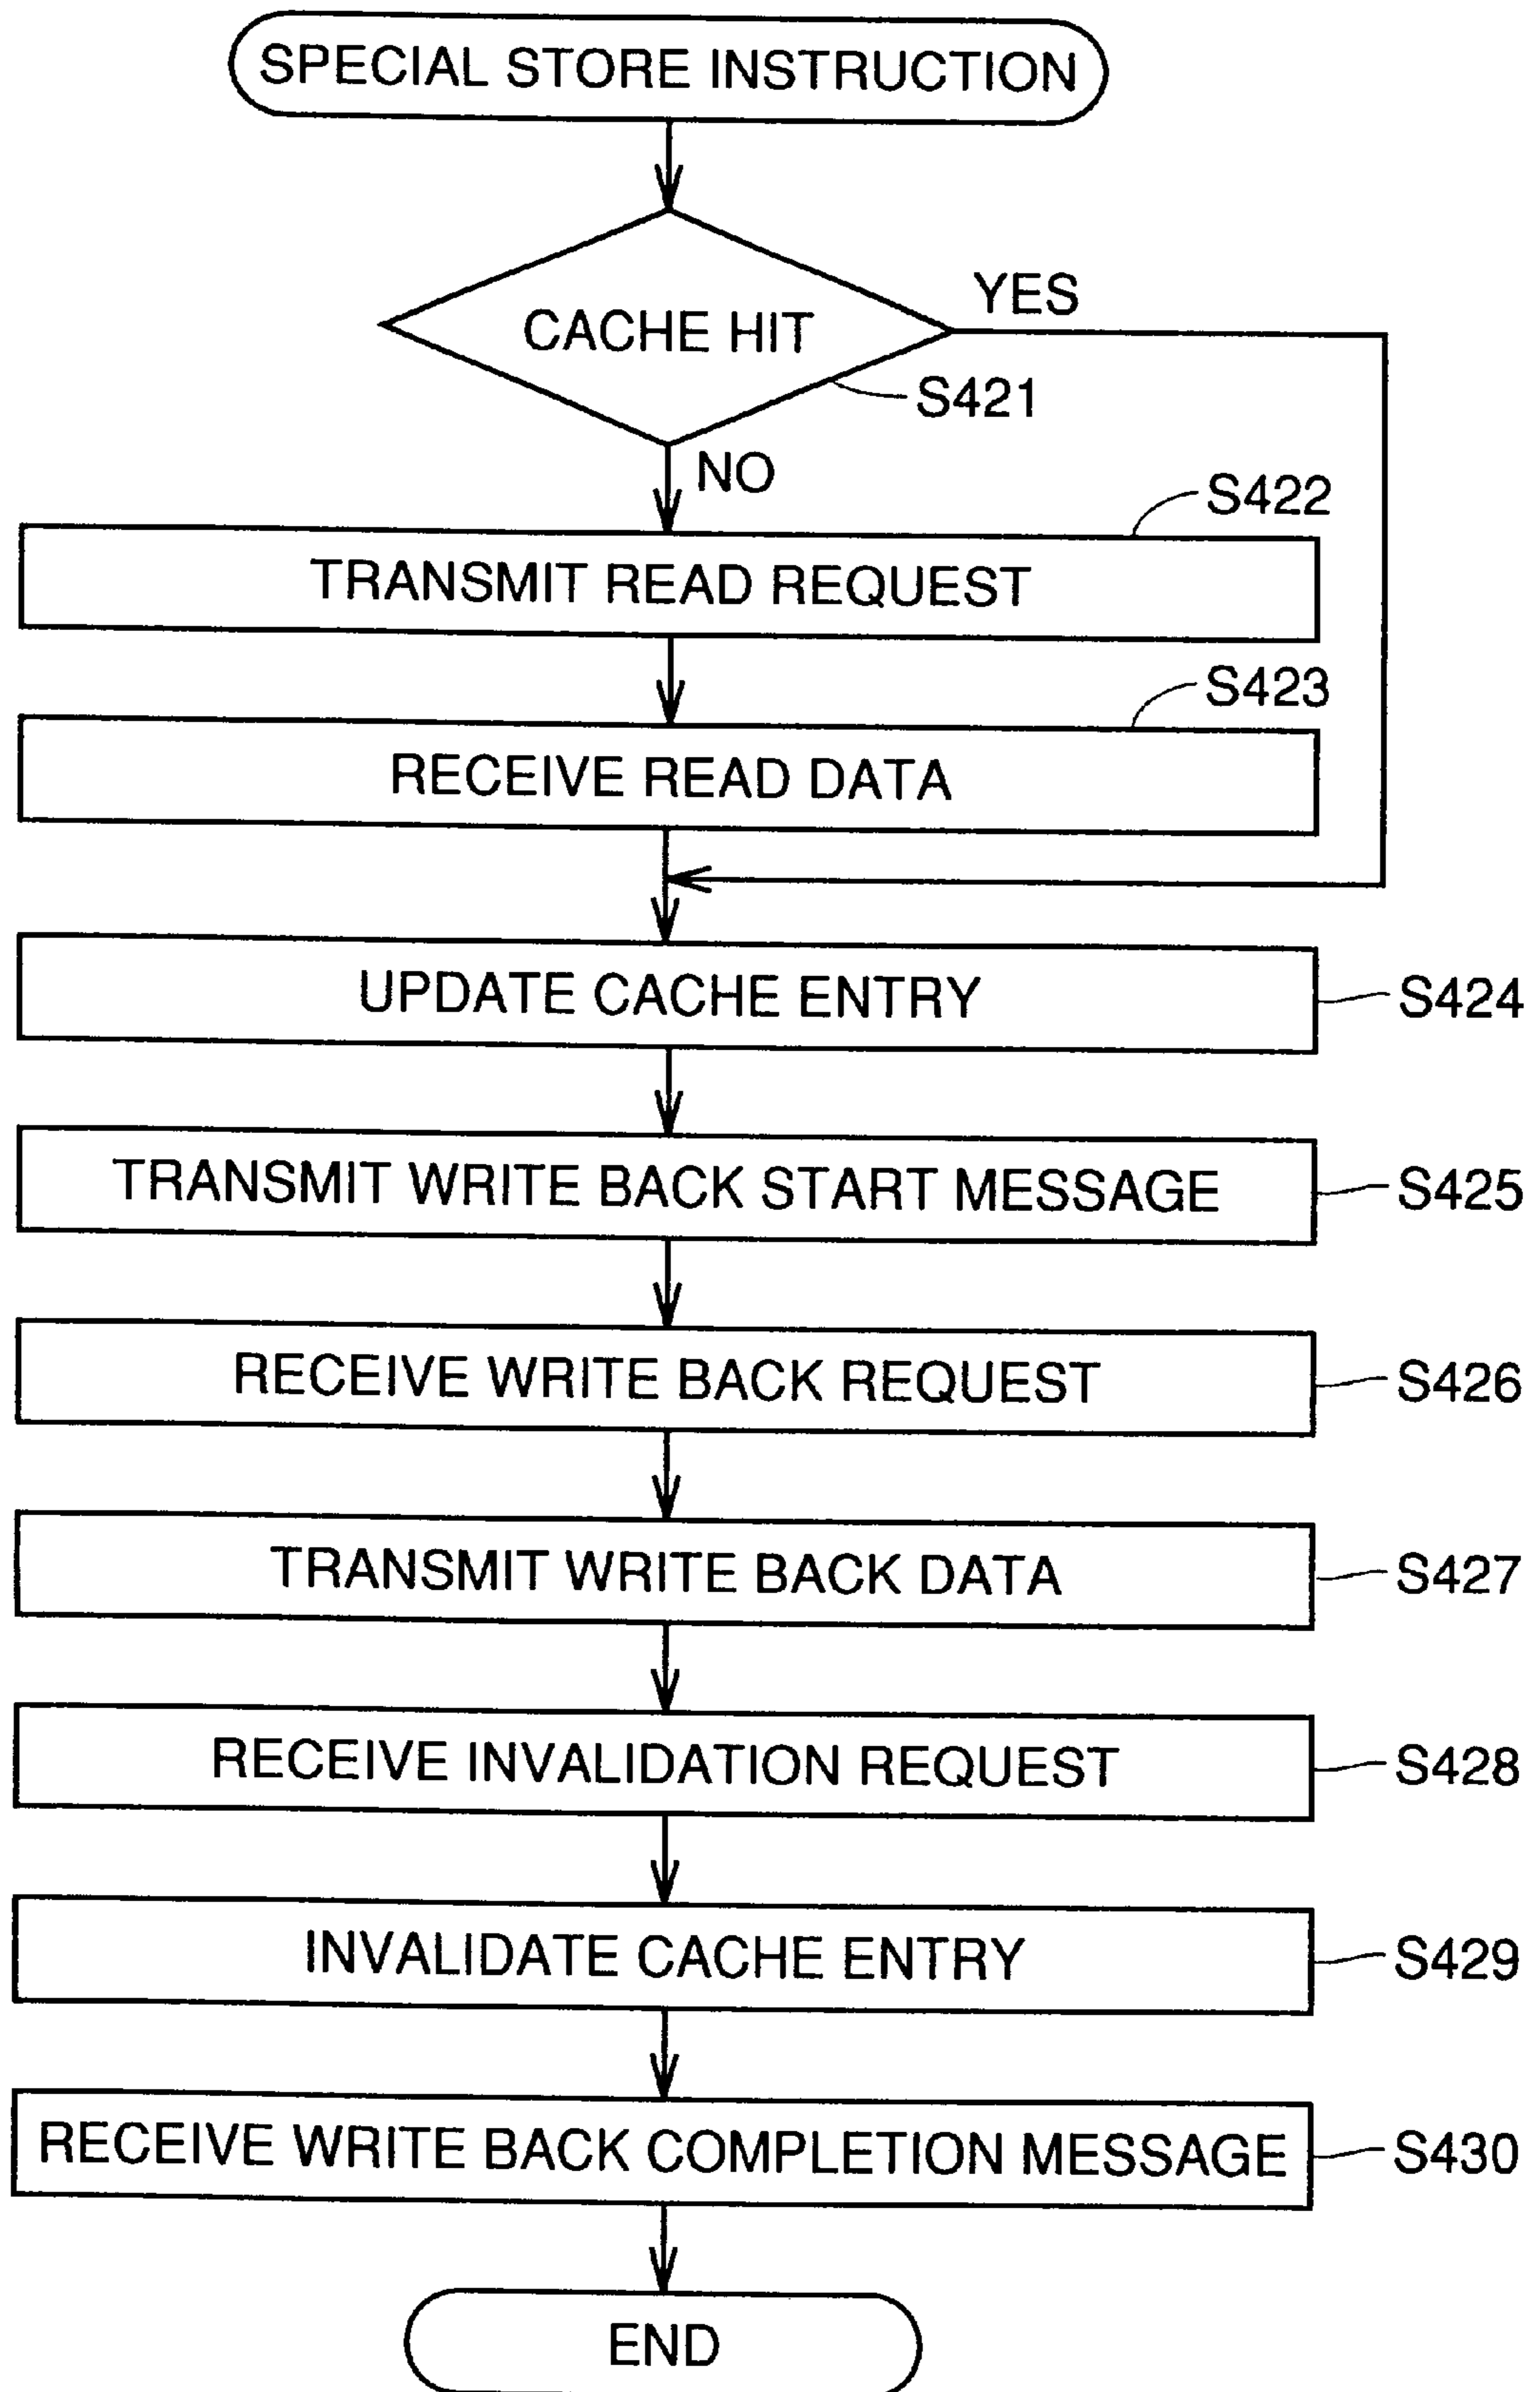 SPECIAL STORE INSTRUCTION
YES
CACHE HIT
S421
NO
S422
TRANSMIT READ REQUEST
S423
RECEIVE READ DATA
UPDATE CACHE ENTRY
S424
TRANSMIT WRITE BACK START MESSAGE
S425
RECEIVE WRITE BACK REQUEST
S426
TRANSMIT WRITE BACK DATA
S427
RECEIVE INVALIDATION REQUEST
S428
INVALIDATE CACHE ENTRY
S429
RECEIVE WRITE BACK COMPLETION MESSAGE
S430
END